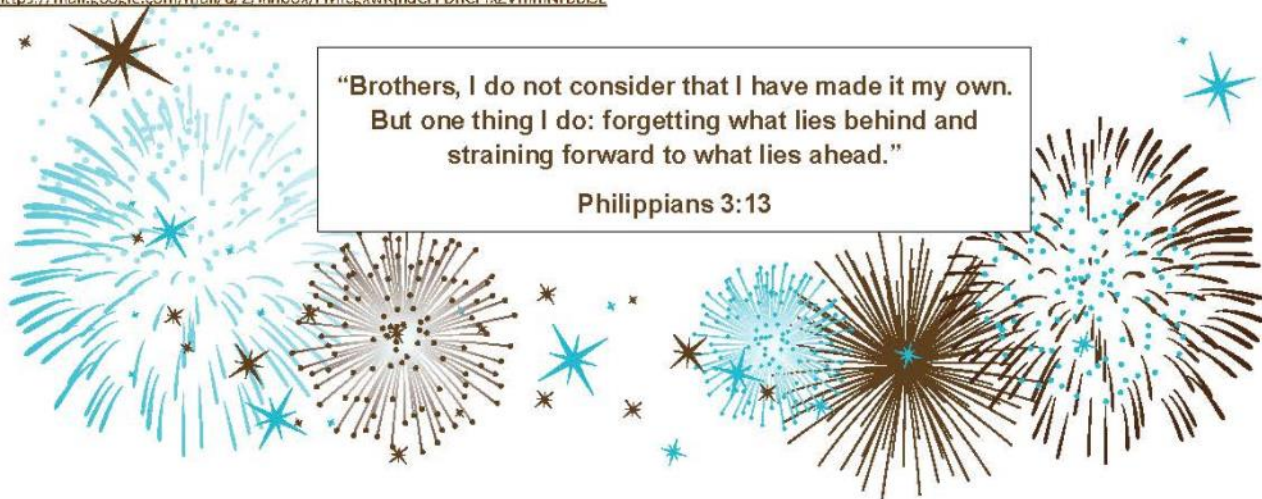 “Brothers, I do not consider that I have made it my own.
But one thing I do: forgetting what lies behind and
straining forward to what lies ahead.”
Philippians 3:13